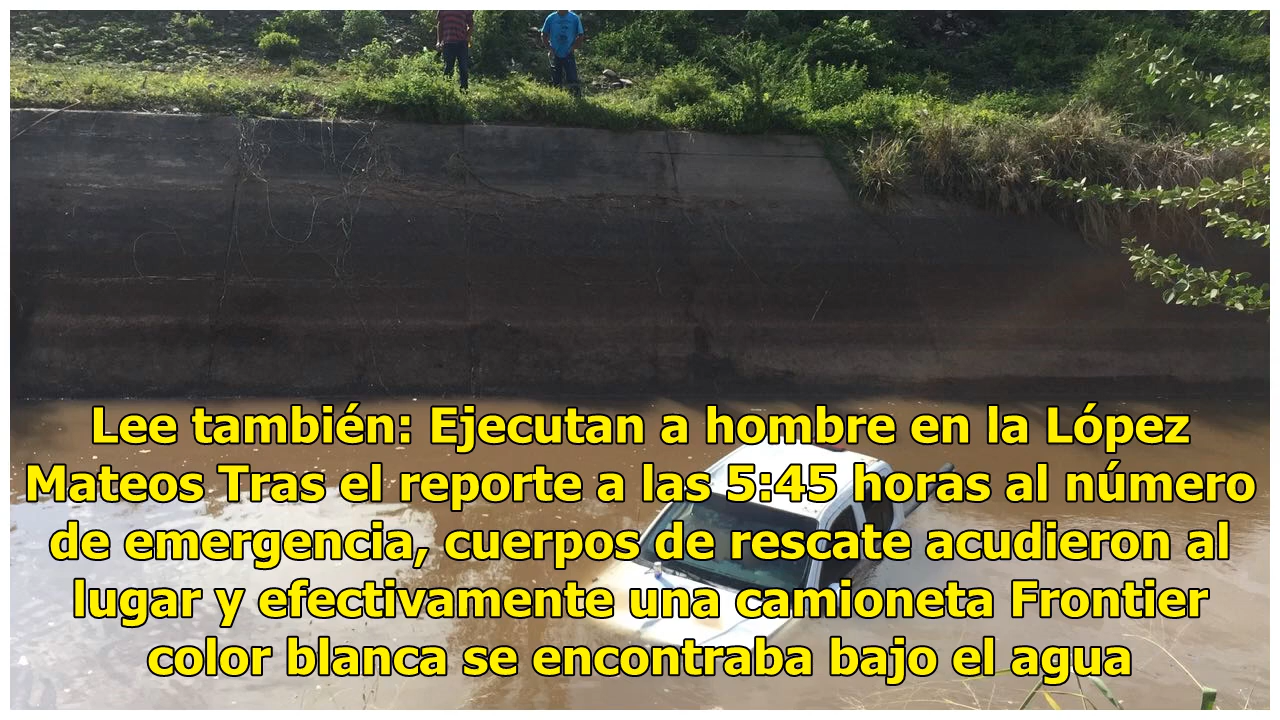 Lee también: Ejecutan a hombre en la López
Mateos Tras el reporte a las 5:45 horas al número
de emergencia, cuerpos de rescate acudieron al
lugar y efectivamente una camioneta Frontier
color blanca se encontraba bajo el agua